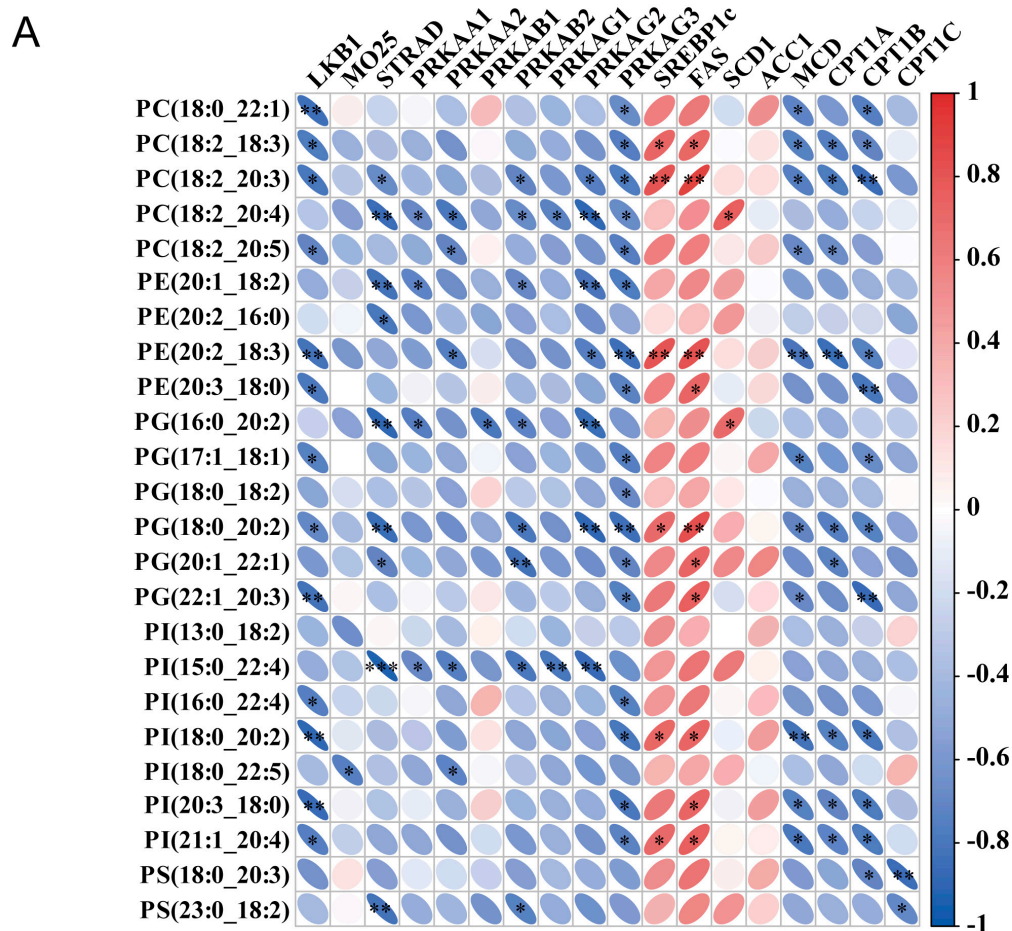 A
LKB1
MO25
STRAD
PRKAA1
PRKAA2
PRKAB1
PRKAB2
PRKAG1
PRKAG2
PRKAG3
SREBP1c
FAS
SCD1
ACC1
MCD
CPT1A
CPT1B
CPT1C
PC(18:0_22:1) ** * * *
PC(18:2_18:3) * * * * * * *
PC(18:2_20:3) * * * * * ** ** * * **
PC(18:2_20:4) ** * * * * ** * *
PC(18:2_20:5) * * * * *
PE(20:1_18:2) ** * * ** *
PE(20:2_16:0) *
PE(20:2_18:3) ** * * ** ** ** ** ** *
PE(20:3_18:0) * * * **
PG(16:0_20:2) ** * * * ** *
PG(17:1_18:1) * * * *
PG(18:0_18:2) *
PG(18:0_20:2) * ** * ** ** * ** * * *
PG(20:1_22:1) * ** * * *
PG(22:1_20:3) ** * * * **
PI(13:0_18:2)
PI(15:0_22:4) *** * * * ** **
PI(16:0_22:4) * *
PI(18:0_20:2) ** * * * ** * *
PI(18:0_22:5) * *
PI(20:3_18:0) ** * * * * *
PI(21:1_20:4) * * * * * * *
PS(18:0_20:3) * **
PS(23:0_18:2) ** * *
1
0.8
0.6
0.4
0.2
0
-0.2
-0.4
-0.6
-0.8
-1